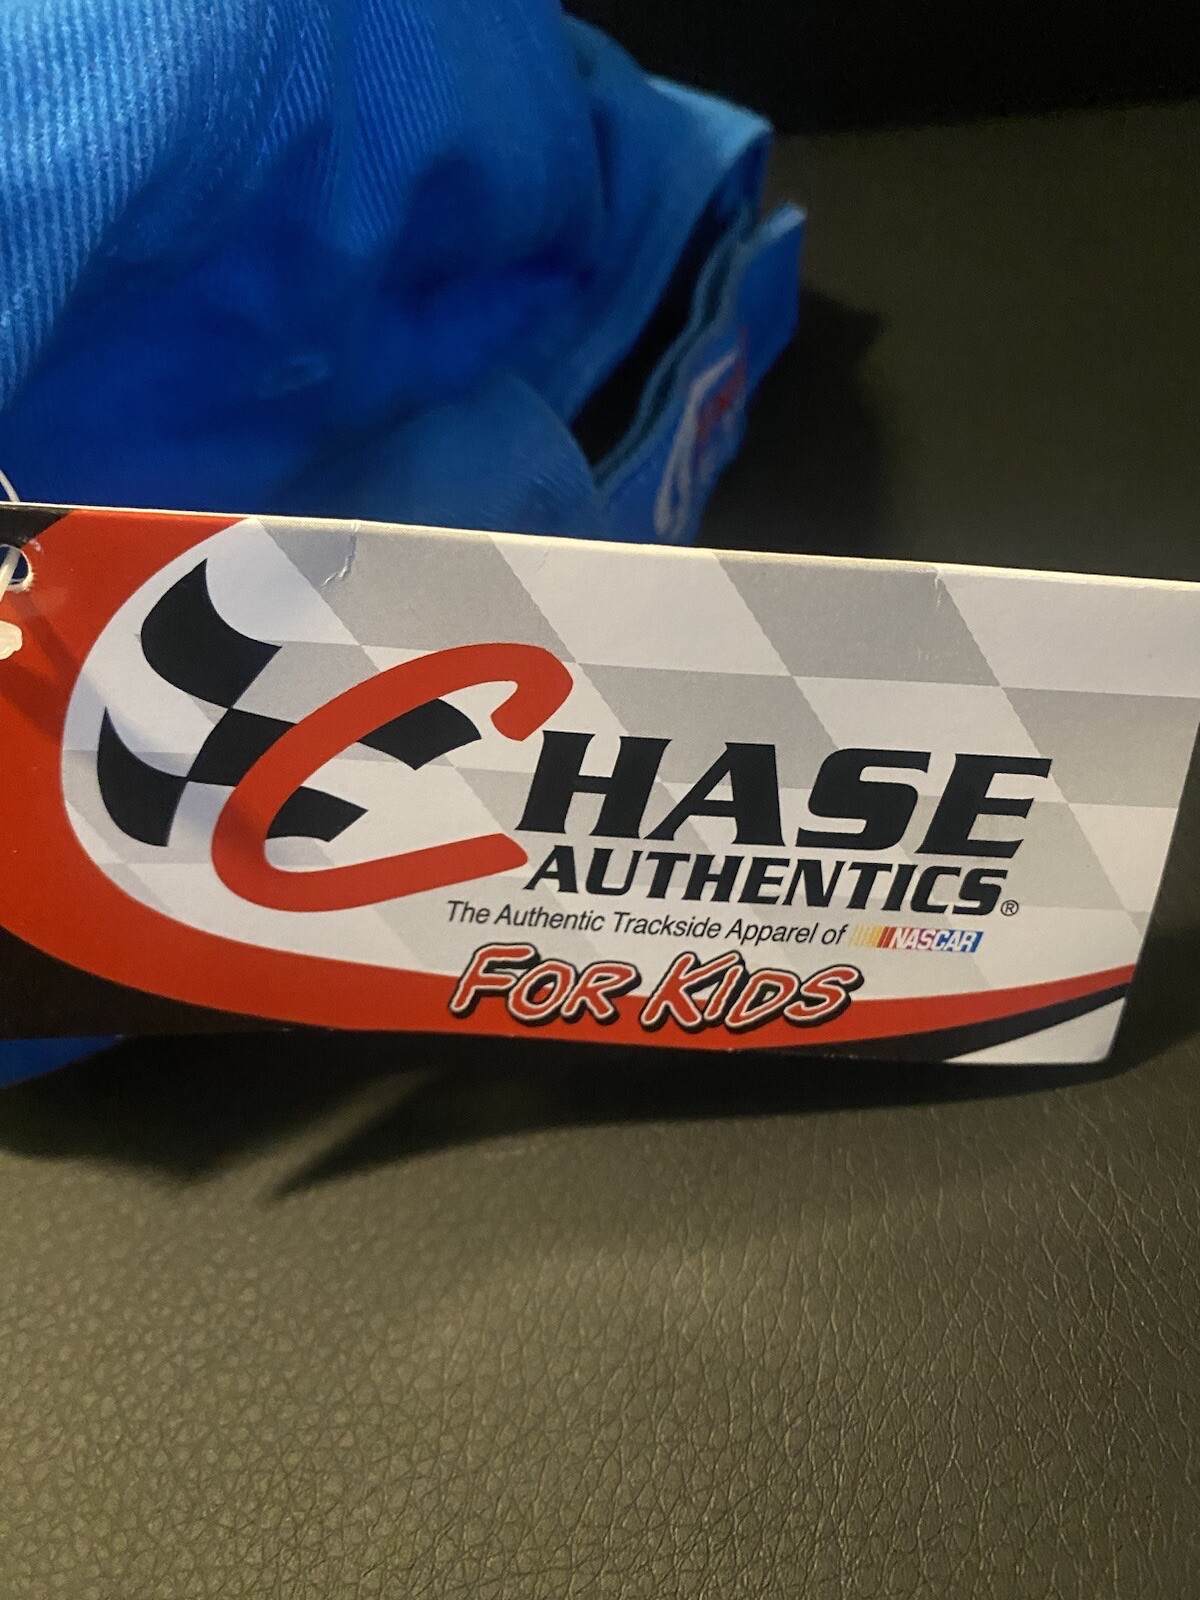 CHASE
AUTHENTICS®
The Authentic Trackside Apparel of NASCAR
FOR KIDS